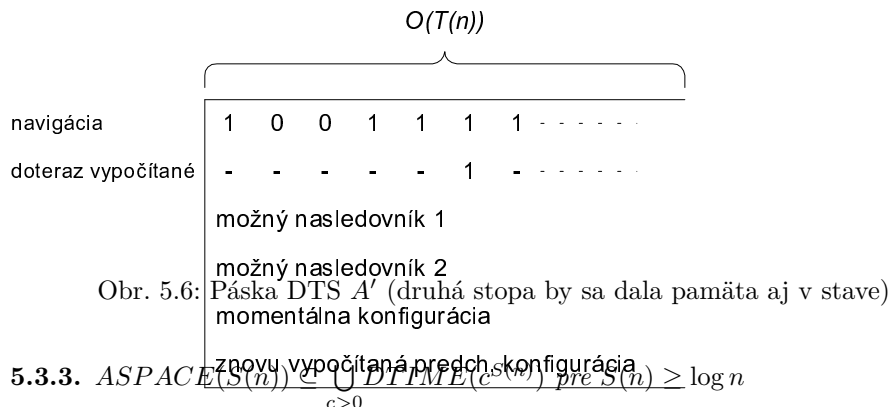 O(T(n))
navigácia 1 0 0 1 1 1 1 - - - - - -
doteraz vypočítané - - - - - 1 - - - - - - -
možný nasledovník 1
možný nasledovník 2
Obr. 5.6: Páska DTS A′ (druhá stopa by sa dala pamäta aj v stave)
momentálna konfigurácia
znovu vypočítaná predch. konfigurácia
5.3.3. ASPACE(S(n)) ⊆ ⋃ DTIME(c^{S(n)}) pre S(n) ≥ log n
c>0